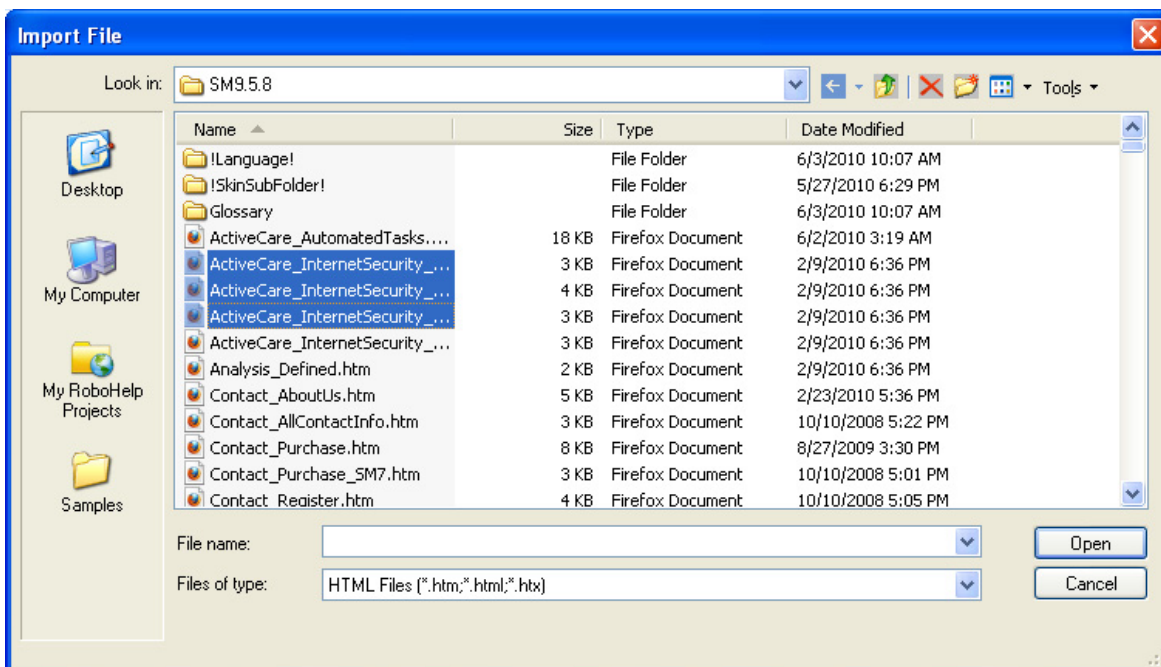 Import File
Look in: SM9.5.8 Tools
Name Size Type Date Modified
!Language! File Folder 6/3/2010 10:07 AM
!SkinSubFolder! File Folder 5/27/2010 6:29 PM
Glossary File Folder 6/3/2010 10:07 AM
ActiveCare_AutomatedTasks.... 18 KB Firefox Document 6/2/2010 3:19 AM
ActiveCare_InternetSecurity_... 3 KB Firefox Document 2/9/2010 6:36 PM
ActiveCare_InternetSecurity_... 4 KB Firefox Document 2/9/2010 6:36 PM
ActiveCare_InternetSecurity_... 3 KB Firefox Document 2/9/2010 6:36 PM
ActiveCare_InternetSecurity_... 3 KB Firefox Document 2/9/2010 6:36 PM
Analysis_Defined.htm 2 KB Firefox Document 2/9/2010 6:36 PM
Contact_AboutUs.htm 5 KB Firefox Document 2/23/2010 5:36 PM
Contact_AllContactInfo.htm 3 KB Firefox Document 10/10/2008 5:22 PM
Contact_Purchase.htm 8 KB Firefox Document 8/27/2009 3:30 PM
Contact_Purchase_SM7.htm 3 KB Firefox Document 10/10/2008 5:01 PM
Contact_Register.htm 4 KB Firefox Document 10/10/2008 5:05 PM
Desktop
My Computer
My RoboHelp
Projects
Samples
File name:
Open
Files of type: HTML Files (*.htm;*.html;*.htx)
Cancel